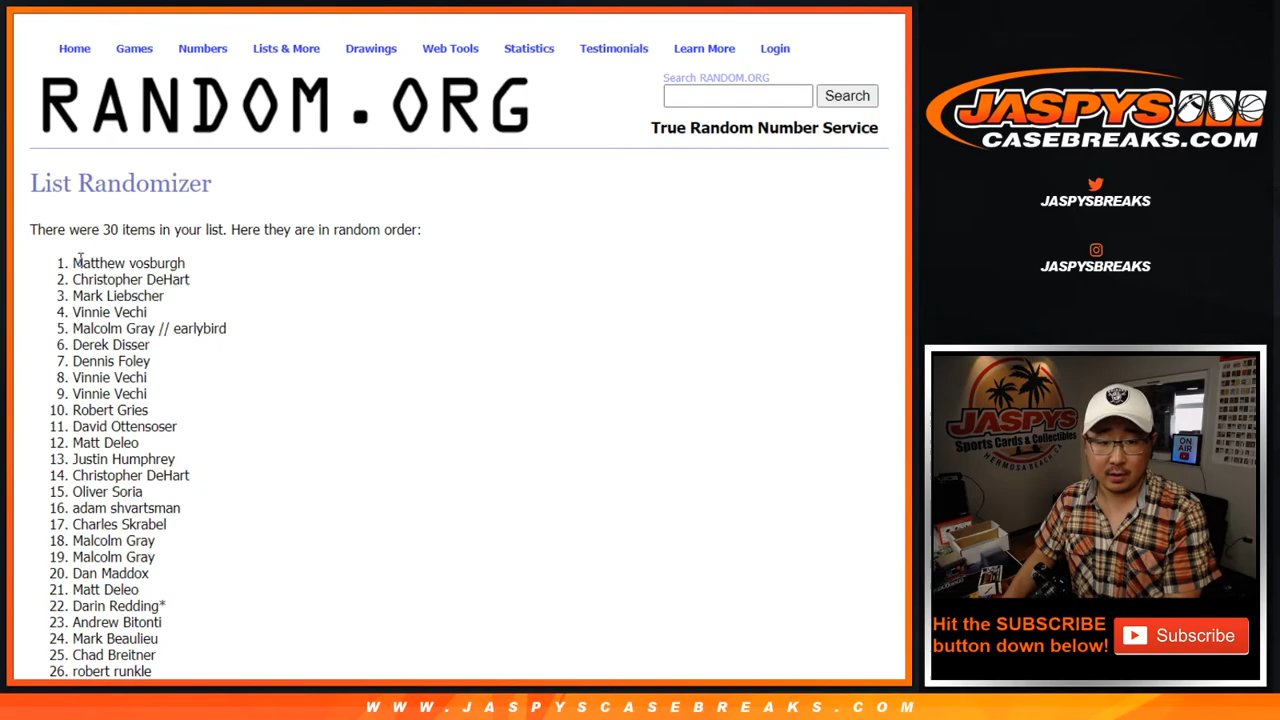 Home Games Numbers Lists & More Drawings Web Tools Statistics Testimonials Learn More Login
RANDOM.ORG
Search RANDOM.ORG
Search
True Random Number Service
List Randomizer
There were 30 items in your list. Here they are in random order:
1. Matthew vosburgh
2. Christopher DeHart
3. Mark Liebscher
4. Vinnie Vechi
5. Malcolm Gray // earlybird
6. Derek Disser
7. Dennis Foley
8. Vinnie Vechi
9. Vinnie Vechi
10. Robert Gries
11. David Ottensoser
12. Matt Deleo
13. Justin Humphrey
14. Christopher DeHart
15. Oliver Soria
16. adam shvartsman
17. Charles Skrabel
18. Malcolm Gray
19. Malcolm Gray
20. Dan Maddox
21. Matt Deleo
22. Darin Redding*
23. Andrew Bitonti
24. Mark Beaulieu
25. Chad Breitner
26. robert runkle
JASPYS
CASEBREAKS.COM
JASPYSBREAKS
JASPYSBREAKS
JASPYS
Sports Cards & Collectibles
HERMOSA BEACH
ON AIR
Hit the SUBSCRIBE
button down below!
Subscribe
WWW.JASPYSCASEBREAKS.COM